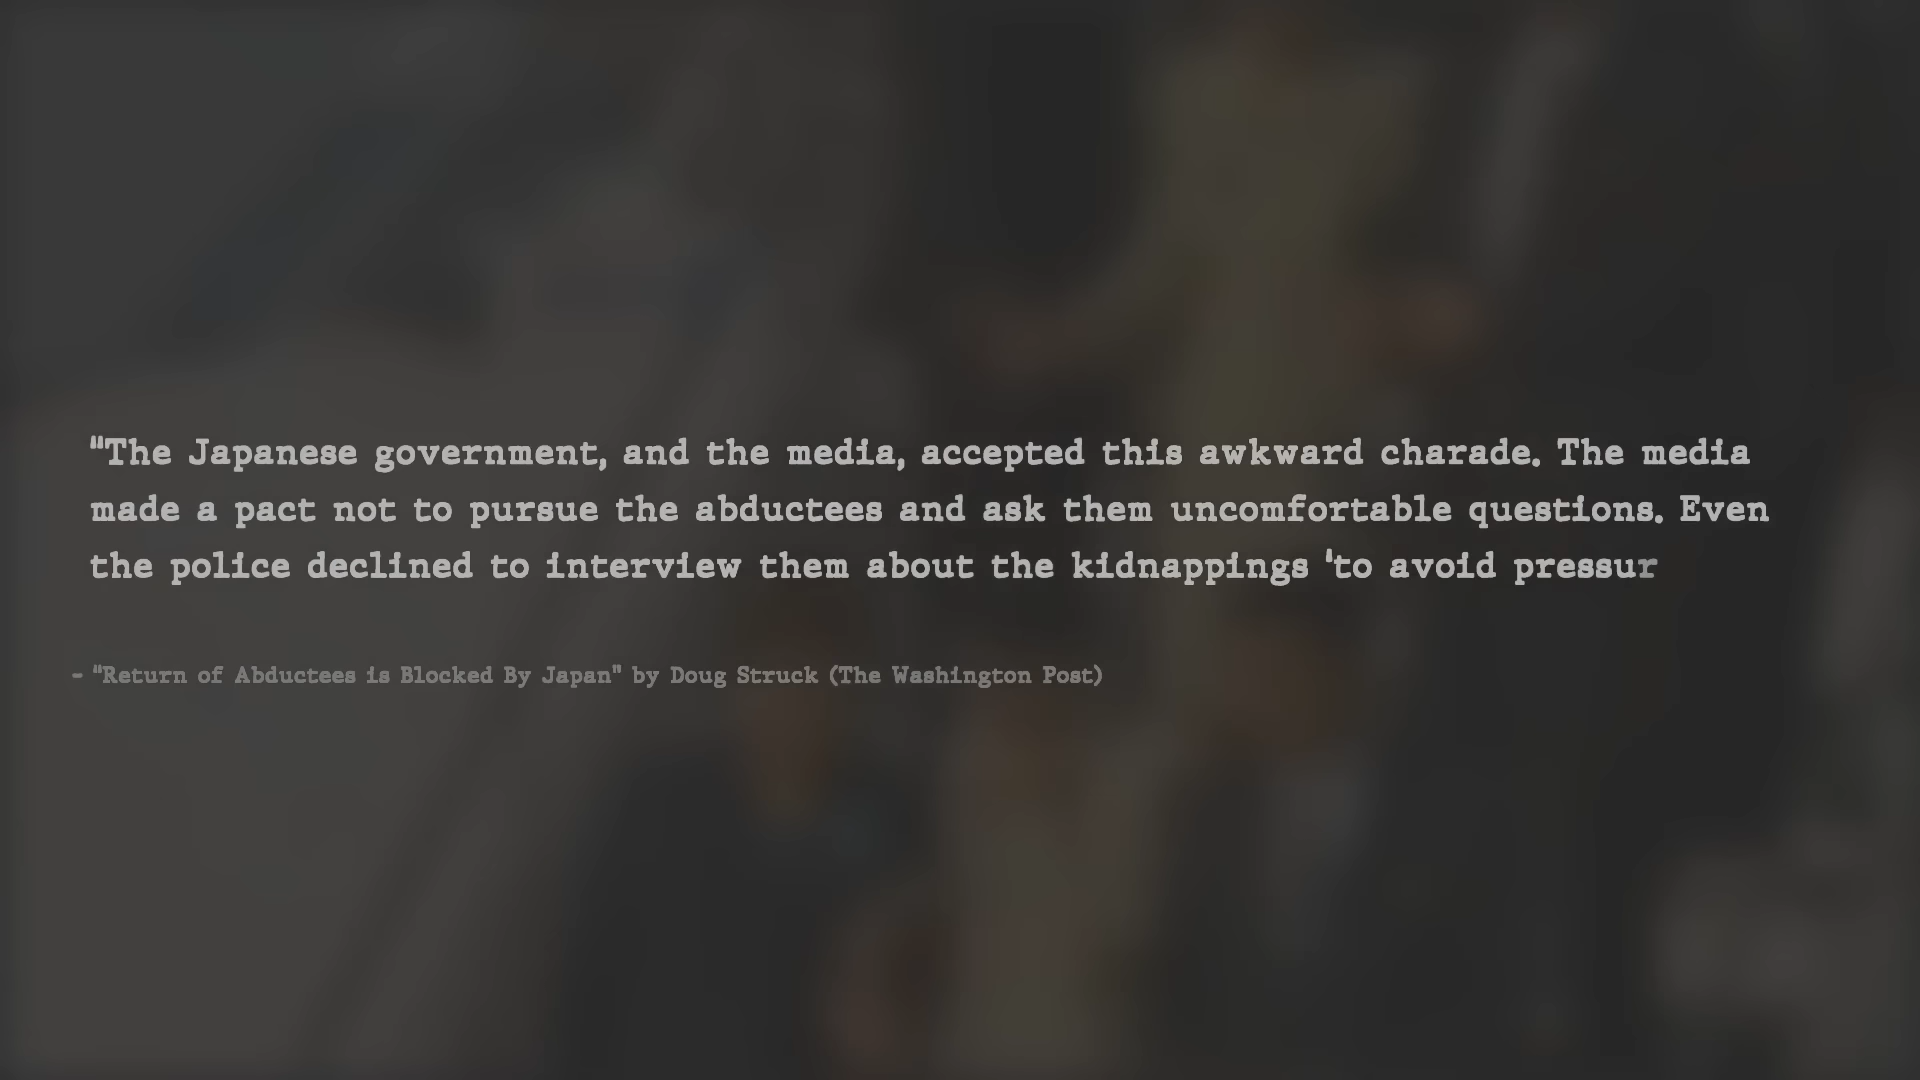 "The Japanese government, and the media, accepted this awkward charade. The media
made a pact not to pursue the abductees and ask them uncomfortable questions. Even
the police declined to interview them about the kidnappings 'to avoid pressur
- "Return of Abductees is Blocked By Japan" by Doug Struck (The Washington Post)